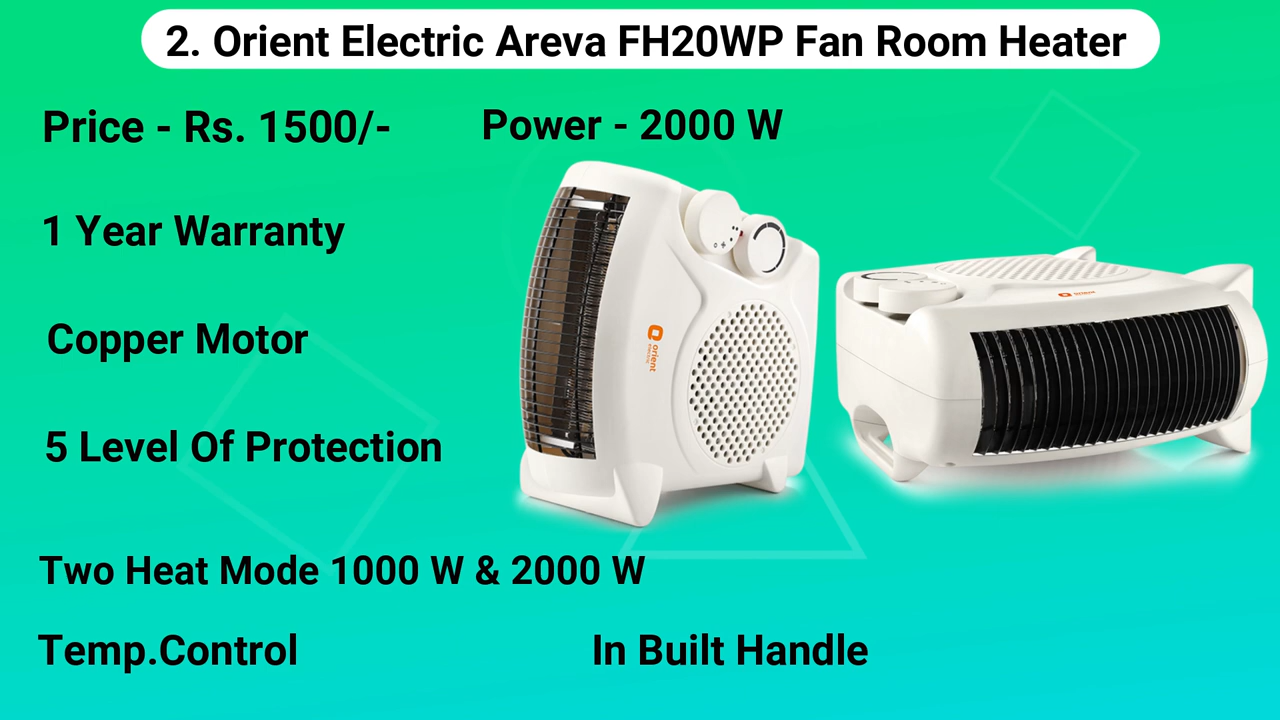 2. Orient Electric Areva FH20WP Fan Room Heater
Price - Rs. 1500/-
Power - 2000 W
1 Year Warranty
Copper Motor
5 Level Of Protection
Two Heat Mode 1000 W & 2000 W
Temp.Control
In Built Handle
orient
orient